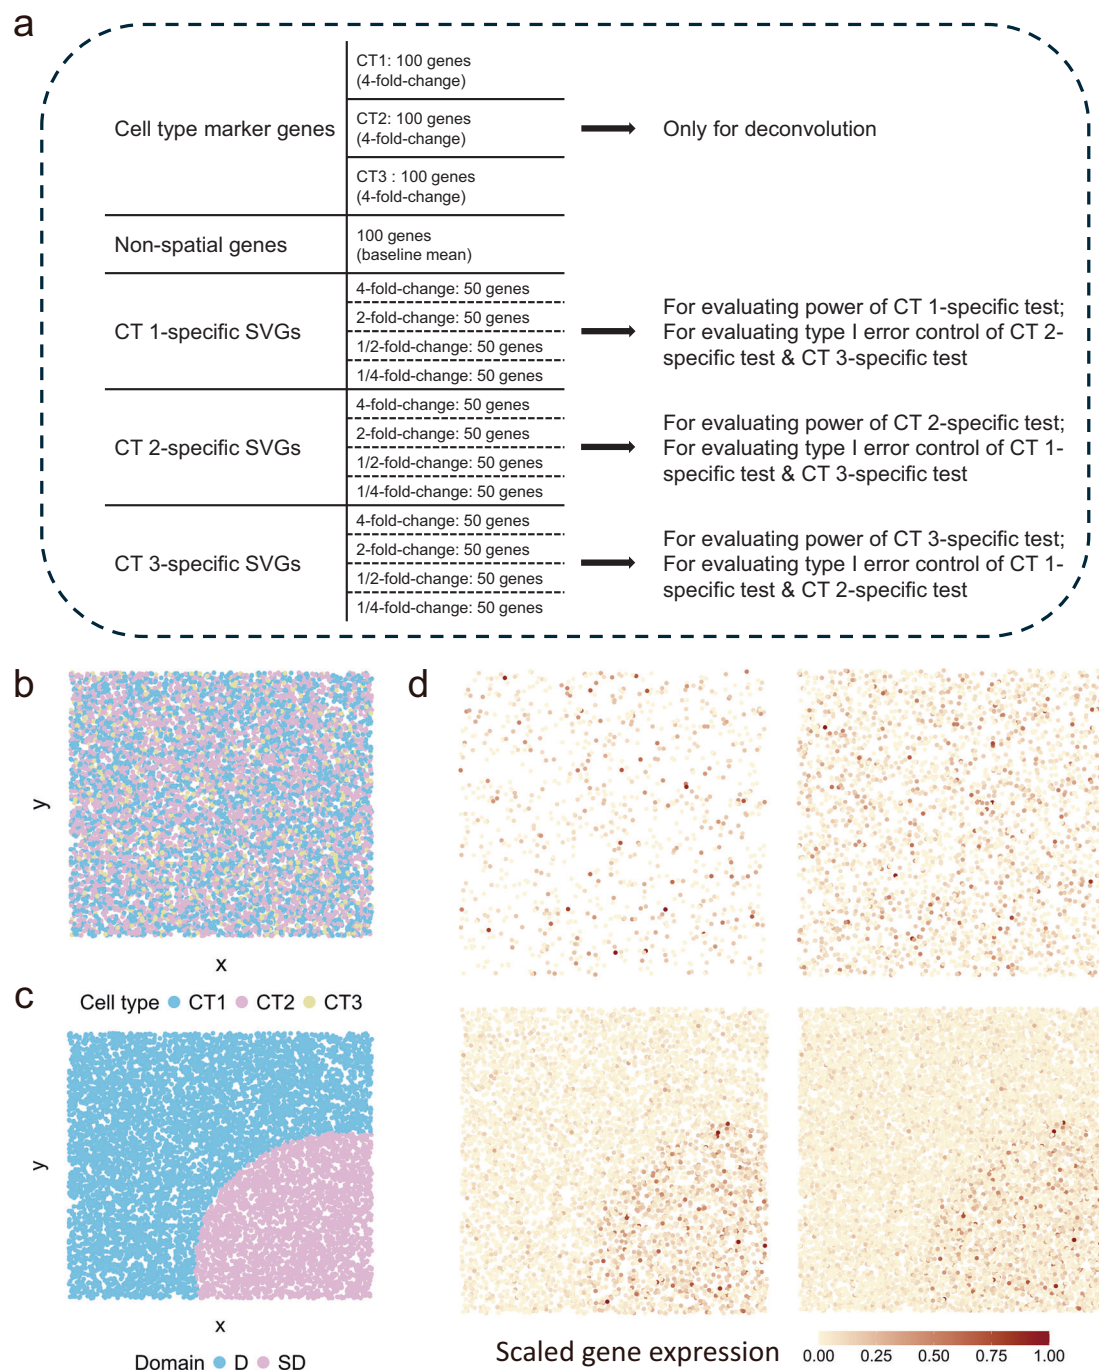 a
Cell type marker genes
CT1: 100 genes
(4-fold-change)
CT2: 100 genes
(4-fold-change)
CT3 : 100 genes
(4-fold-change)
Only for deconvolution
Non-spatial genes
100 genes
(baseline mean)
CT 1-specific SVGs
4-fold-change: 50 genes
2-fold-change: 50 genes
1/2-fold-change: 50 genes
1/4-fold-change: 50 genes
For evaluating power of CT 1-specific test;
For evaluating type I error control of CT 2-
specific test & CT 3-specific test
CT 2-specific SVGs
4-fold-change: 50 genes
2-fold-change: 50 genes
1/2-fold-change: 50 genes
1/4-fold-change: 50 genes
For evaluating power of CT 2-specific test;
For evaluating type I error control of CT 1-
specific test & CT 3-specific test
CT 3-specific SVGs
4-fold-change: 50 genes
2-fold-change: 50 genes
1/2-fold-change: 50 genes
1/4-fold-change: 50 genes
For evaluating power of CT 3-specific test;
For evaluating type I error control of CT 1-
specific test & CT 2-specific test
b
y
x
Cell type CT1 CT2 CT3
c
y
x
Domain D SD
d
Scaled gene expression
0.00 0.25 0.50 0.75 1.00